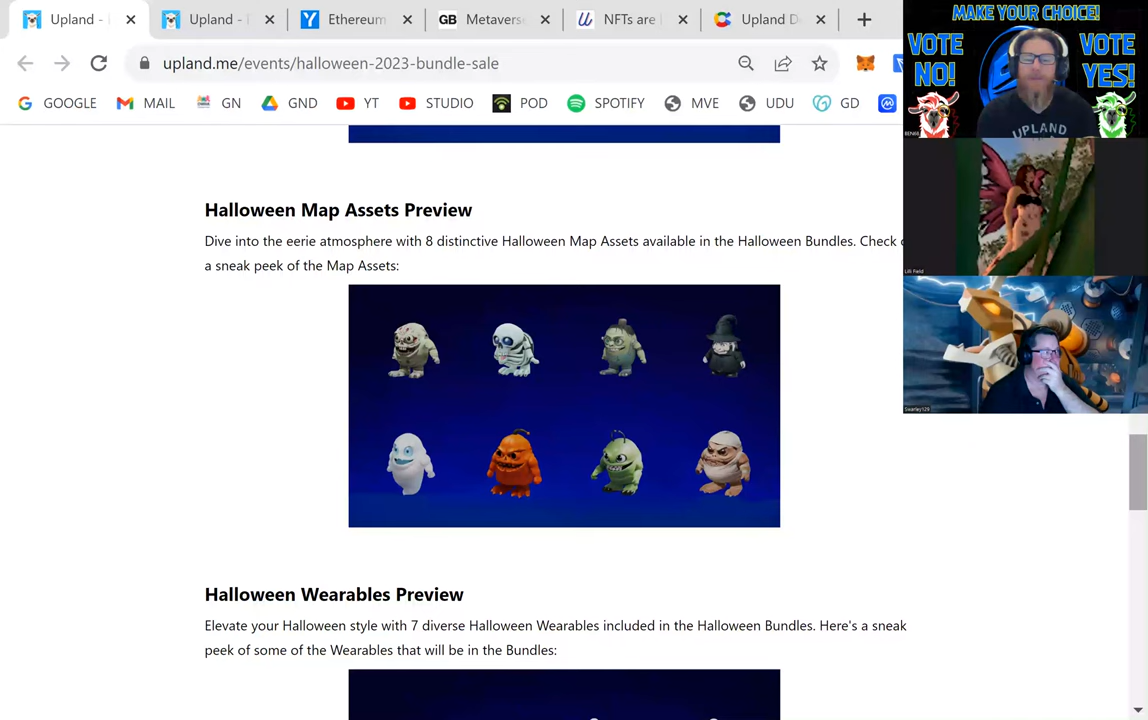 Upland -
Upland -
Ethereum
GB Metavers
NFTs are
Upland D
upland.me/events/halloween-2023-bundle-sale
GOOGLE MAIL GN GND YT STUDIO POD SPOTIFY MVE UDU GD
MAKE YOUR CHOICE!
VOTE NO!
VOTE YES!
UPLAND
BEN68
Lilli Field
Swarley129
Halloween Map Assets Preview
Dive into the eerie atmosphere with 8 distinctive Halloween Map Assets available in the Halloween Bundles. Check
a sneak peek of the Map Assets:
Halloween Wearables Preview
Elevate your Halloween style with 7 diverse Halloween Wearables included in the Halloween Bundles. Here's a sneak
peek of some of the Wearables that will be in the Bundles: